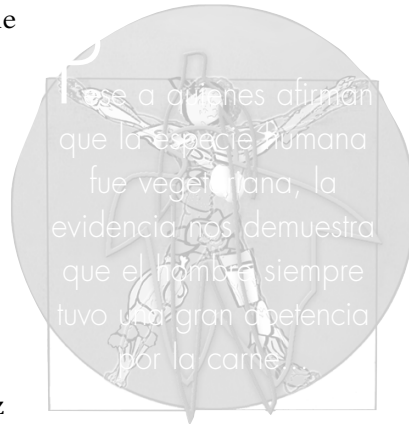 e
Pese a quienes afirman
que la especie humana
fue vegetariana, la
evidencia nos demuestra
que el hombre siempre
tuvo una gran apetencia
por la carne
z